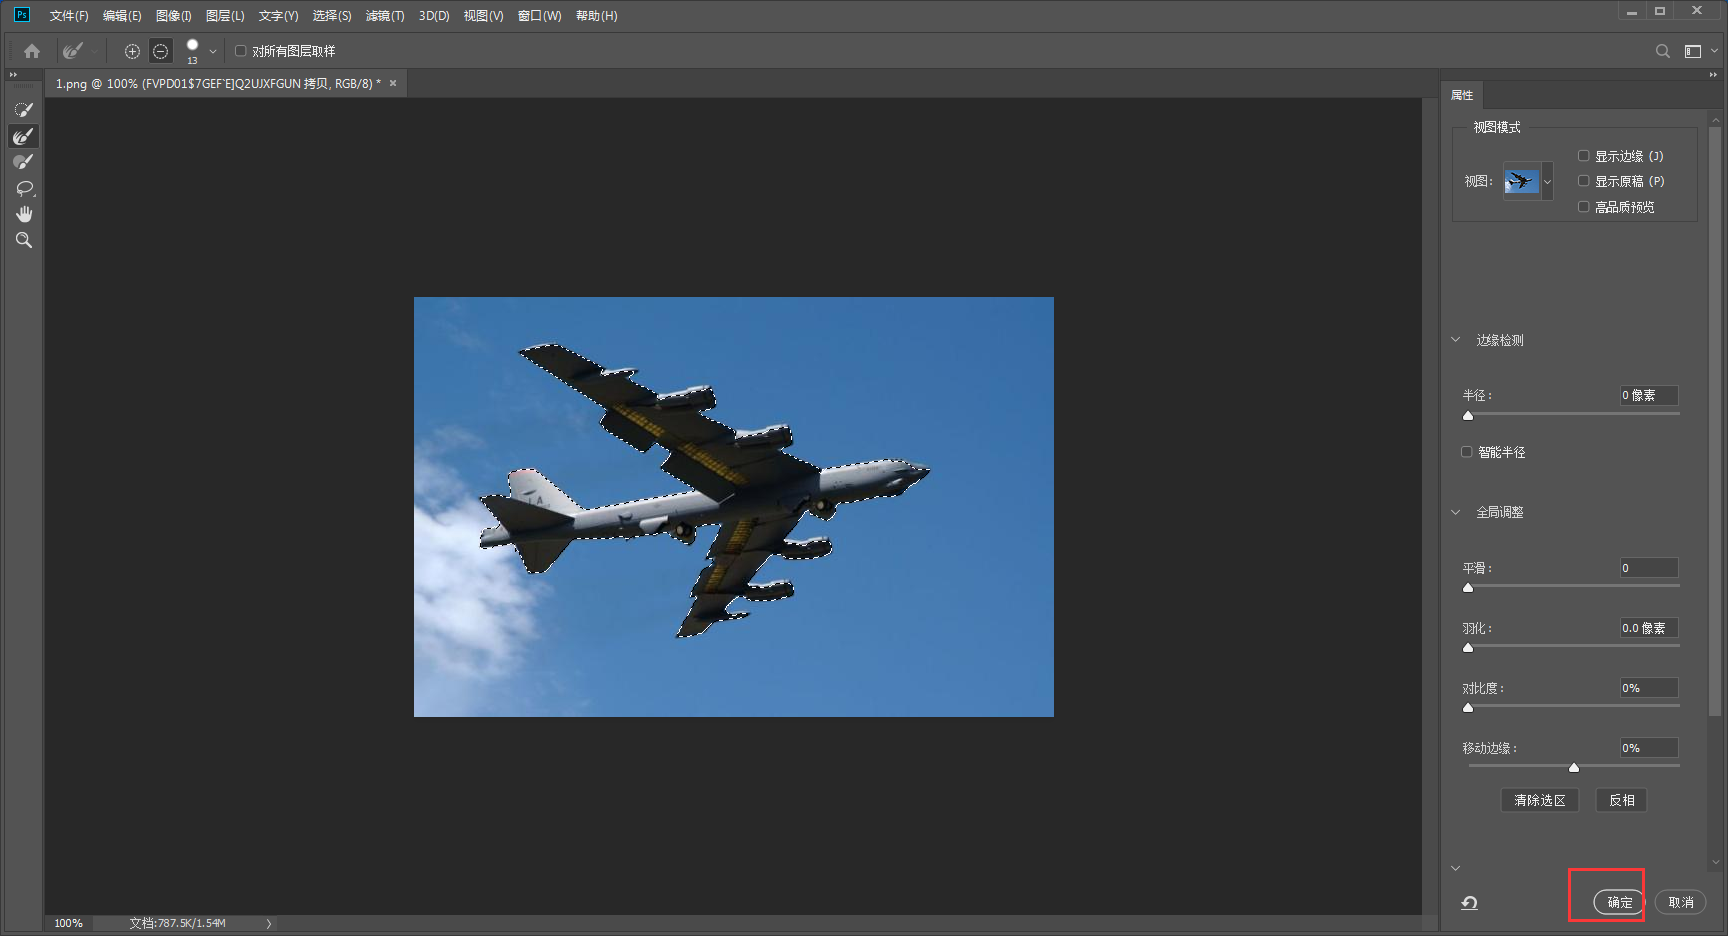 Ps 文件(F) 编辑(E) 图像(I) 图层(L) 文字(Y) 选择(S) 滤镜(T) 3D(D) 视图(V) 窗口(W) 帮助(H)
13 对所有图层取样
1.png @ 100% (FVPD01$7GEF`E]Q2UJXFGUN 拷贝, RGB/8) *
属性
视图模式
视图:
显示边缘 (J)
显示原稿 (P)
高品质预览
边缘检测
半径: 0 像素
智能半径
全局调整
平滑: 0
羽化: 0.0 像素
对比度: 0%
移动边缘: 0%
清除选区 反相
确定 取消
100% 文档:787.5K/1.54M